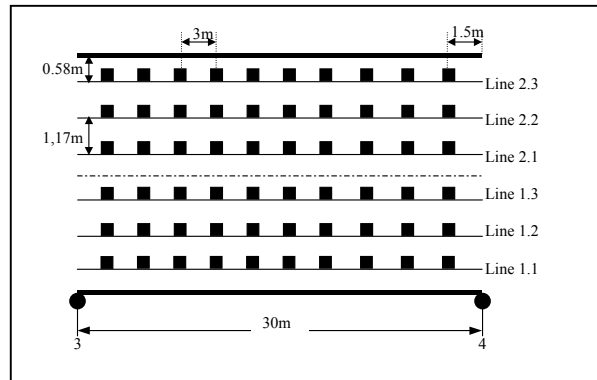 3m
1.5m
0.58m
Line 2.3
Line 2.2
1,17m
Line 2.1
Line 1.3
Line 1.2
Line 1.1
30m
3
4